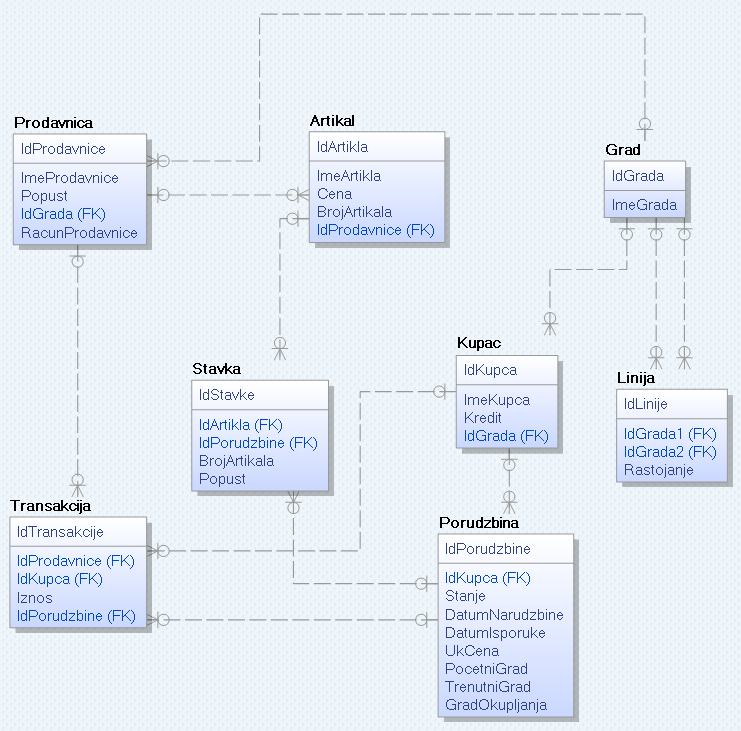 Prodavnica
IdProdavnice
ImeProdavnice
Popust
IdGrada (FK)
RacunProdavnice
Artikal
IdArtikla
ImeArtikla
Cena
BrojArtikala
IdProdavnice (FK)
Grad
IdGrada
ImeGrada
Stavka
IdStavke
IdArtikla (FK)
IdPorudzbine (FK)
BrojArtikala
Popust
Kupac
IdKupca
ImeKupca
Kredit
IdGrada (FK)
Linija
IdLinije
IdGrada1 (FK)
IdGrada2 (FK)
Rastojanje
Transakcija
IdTransakcije
IdProdavnice (FK)
IdKupca (FK)
Iznos
IdPorudzbine (FK)
Porudzbina
IdPorudzbine
IdKupca (FK)
Stanje
DatumNarudzbine
DatumIsporuke
UkCena
PocetniGrad
TrenutniGrad
GradOkupljanja